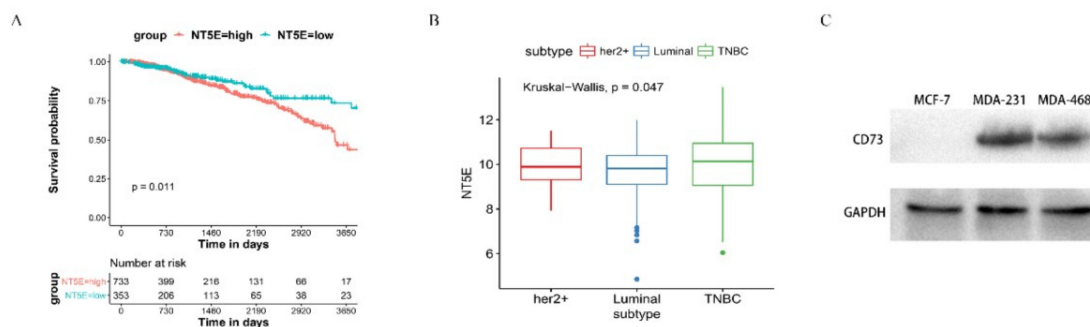 A
group NT5E=high NT5E=low
1.00
0.75
0.50
0.25
0.00
Survival probability
p = 0.011
0 730 1460 2190 2920 3650
Time in days
Number at risk
group
NT5E=high 733 399 216 131 66 17
NT5E=low 353 206 113 65 38 23
0 730 1460 2190 2920 3650
Time in days
B
subtype her2+ Luminal TNBC
Kruskal−Wallis, p = 0.047
12
10
8
6
NT5E
her2+ Luminal TNBC
subtype
C
MCF-7 MDA-231 MDA-468
CD73
GAPDH